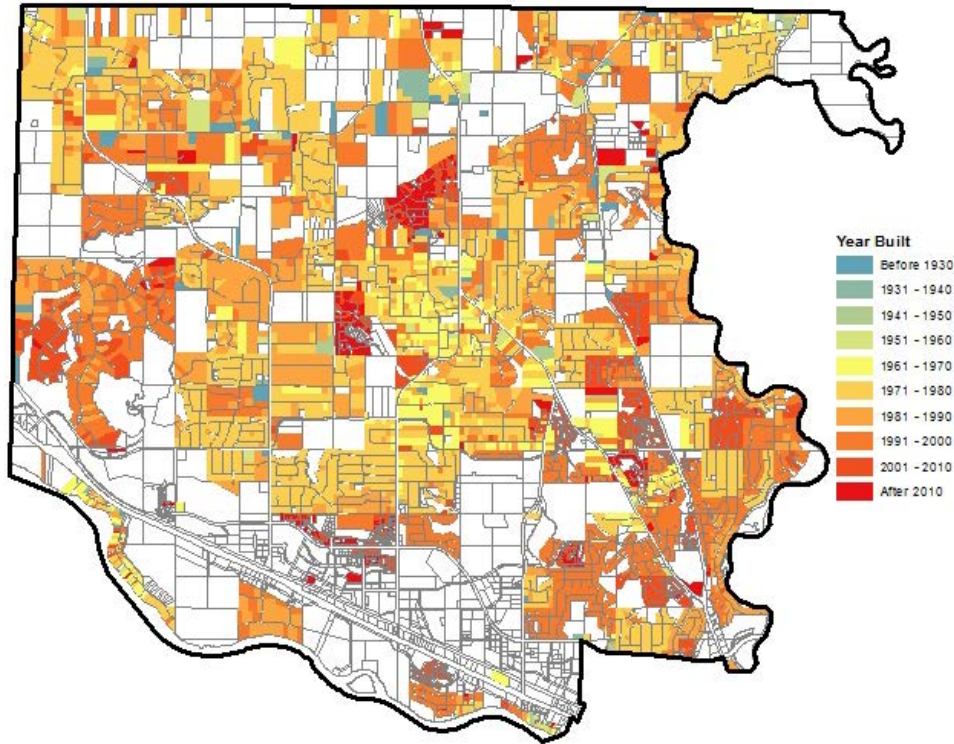 Year Built
Before 1930
1931 - 1940
1941 - 1950
1951 - 1960
1961 - 1970
1971 - 1980
1981 - 1990
1991 - 2000
2001 - 2010
After 2010